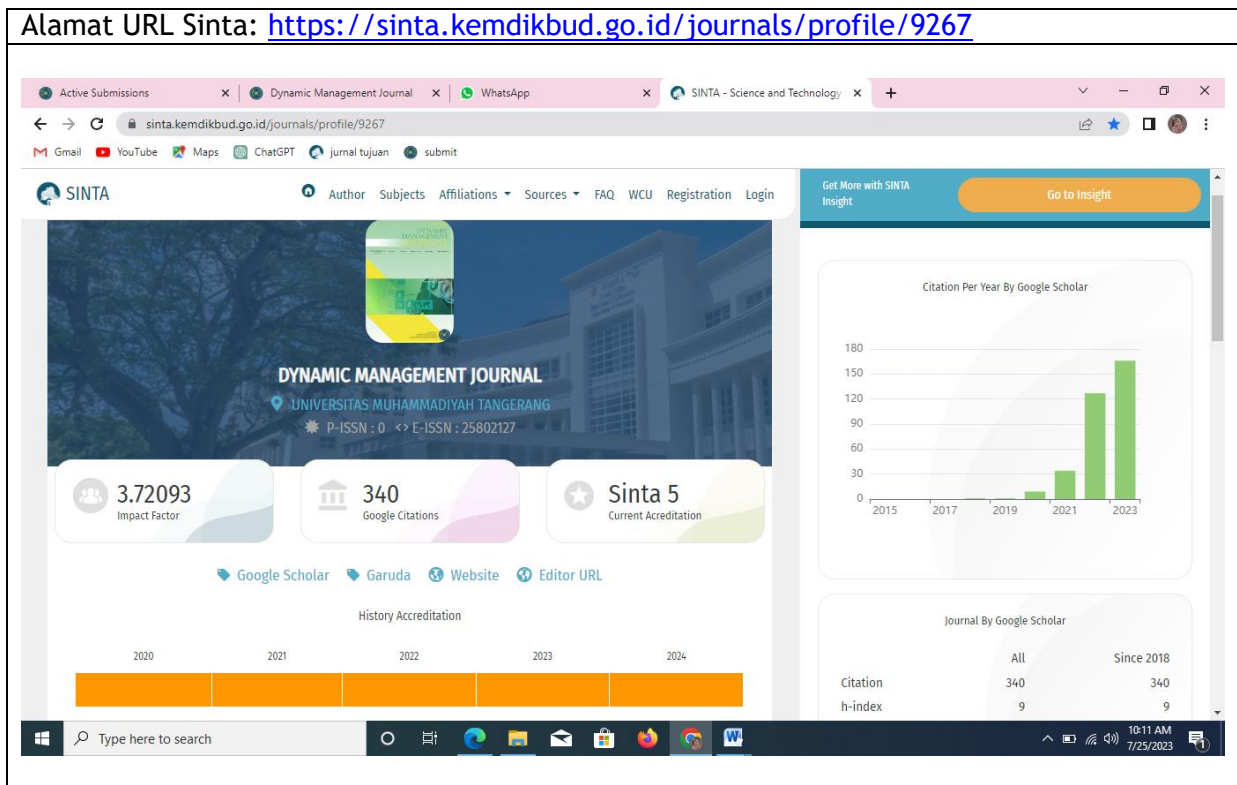 Alamat URL Sinta: https://sinta.kemdikbud.go.id/journals/profile/9267
Active Submissions
Dynamic Management Journal
WhatsApp
SINTA - Science and Technology
sinta.kemdikbud.go.id/journals/profile/9267
Gmail YouTube Maps ChatGPT jurnal tujuan submit
SINTA
Author Subjects Affiliations Sources FAQ WCU Registration Login
Get More with SINTA
Insight
Go to Insight
DYNAMIC
MANAGEMENT
DYNAMIC MANAGEMENT JOURNAL
UNIVERSITAS MUHAMMADIYAH TANGERANG
P-ISSN : 0 <> E-ISSN : 25802127
3.72093
Impact Factor
340
Google Citations
Sinta 5
Current Acreditation
Google Scholar Garuda Website Editor URL
History Accreditation
2020 2021 2022 2023 2024
Citation Per Year By Google Scholar
180
150
120
90
60
30
0
2015 2017 2019 2021 2023
Journal By Google Scholar
All Since 2018
Citation 340 340
h-index 9 9
Type here to search
10:11 AM
7/25/2023
1